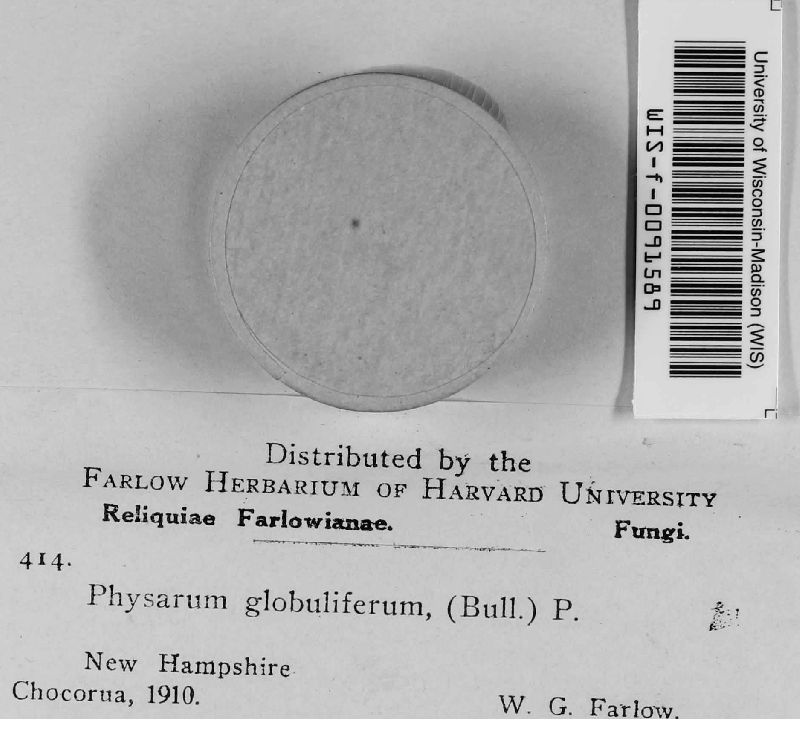 University of Wisconsin-Madison (WIS)
WIS-f-0091589
Distributed by the
FARLOW HERBARIUM OF HARVARD UNIVERSITY
Reliquiae Farlowianae. Fungi.
414.
Physarum globuliferum, (Bull.) P.
New Hampshire
Chocorua, 1910.
W. G. Farlow.